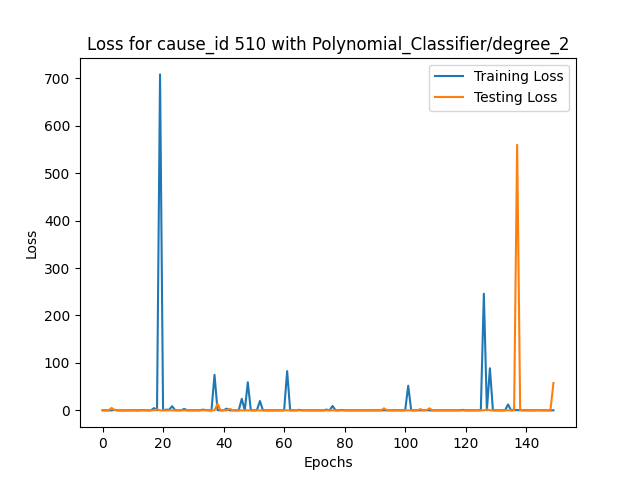 Loss for cause_id 510 with Polynomial_Classifier/degree_2
Training Loss
Testing Loss
700
600
500
400
300
200
100
0
Loss
0 20 40 60 80 100 120 140
Epochs